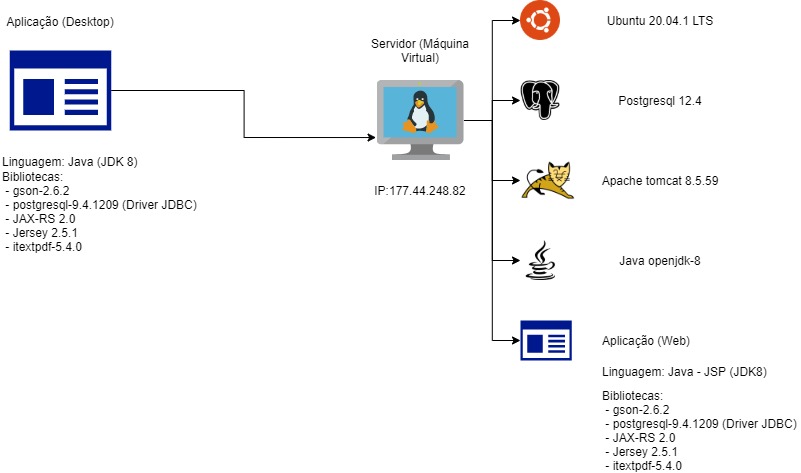 Aplicação (Desktop)
Linguagem: Java (JDK 8)
Bibliotecas:
- gson-2.6.2
- postgresql-9.4.1209 (Driver JDBC)
- JAX-RS 2.0
- Jersey 2.5.1
- itextpdf-5.4.0
Servidor (Máquina
Virtual)
IP:177.44.248.82
Ubuntu 20.04.1 LTS
Postgresql 12.4
Apache tomcat 8.5.59
Java openjdk-8
Aplicação (Web)
Linguagem: Java - JSP (JDK8)
Bibliotecas:
- gson-2.6.2
- postgresql-9.4.1209 (Driver JDBC)
- JAX-RS 2.0
- Jersey 2.5.1
- itextpdf-5.4.0